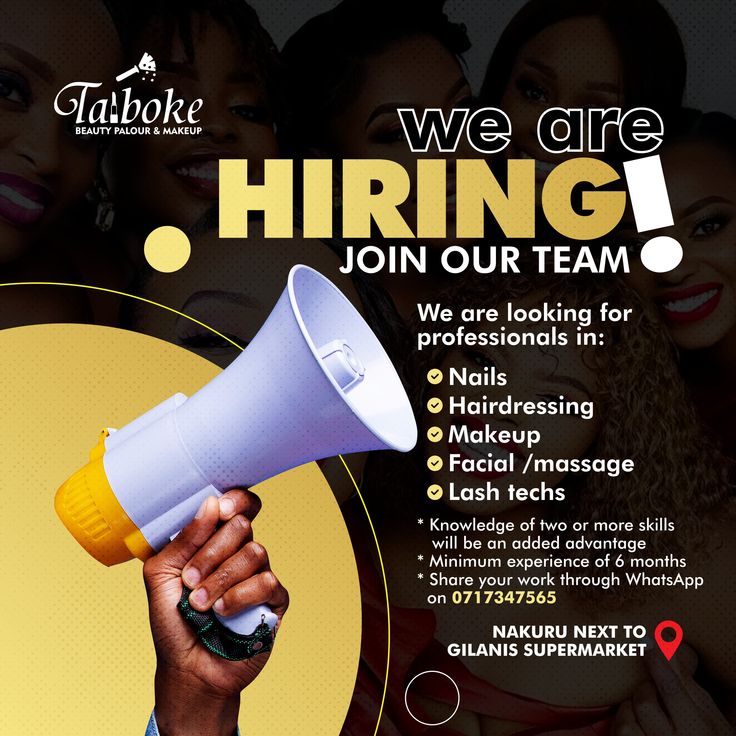 Taiboke
BEAUTY PALOUR & MAKEUP
we are
HIRING!
JOIN OUR TEAM
We are looking for
professionals in:
Nails
Hairdressing
Makeup
Facial /massage
Lash techs
* Knowledge of two or more skills
will be an added advantage
* Minimum experience of 6 months
* Share your work through WhatsApp
on 0717347565
NAKURU NEXT TO
GILANIS SUPERMARKET